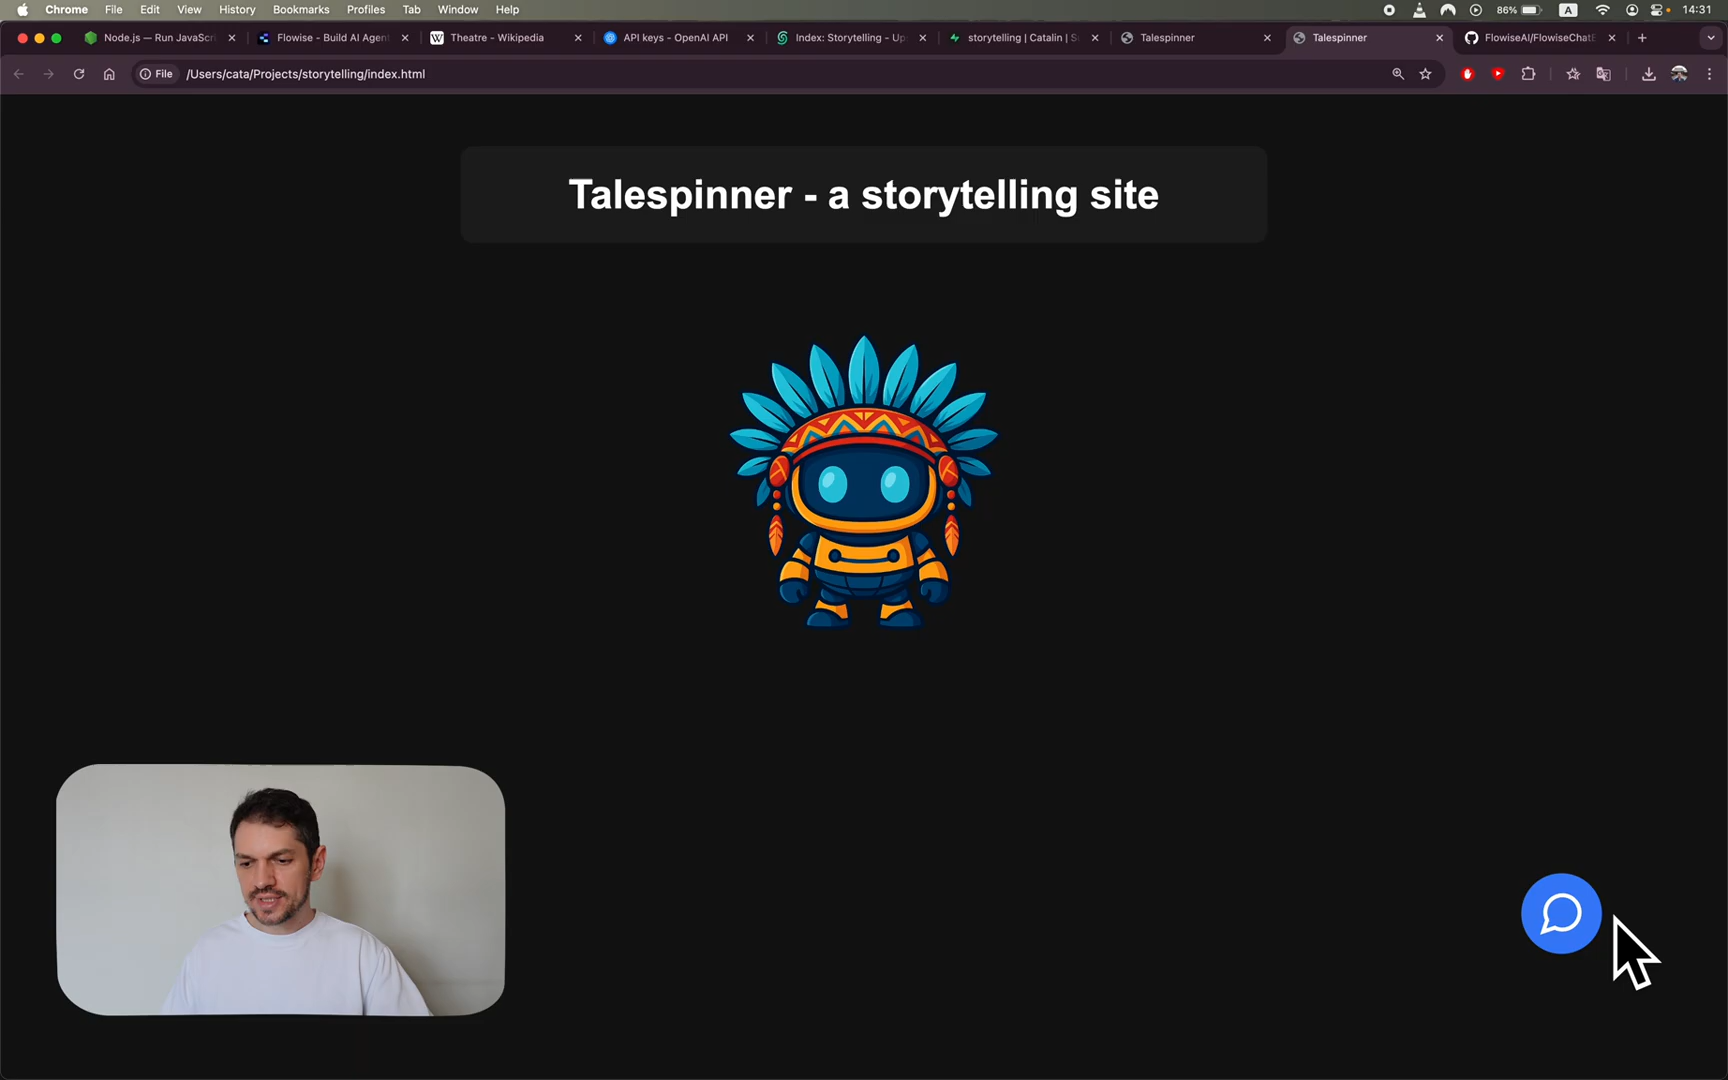 Chrome File Edit View History Bookmarks Profiles Tab Window Help 86% A 14:31
Node.js — Run JavaScri Flowise - Build AI Agen Theatre - Wikipedia API keys - OpenAI API Index: Storytelling - Up storytelling | Catalin | S Talespinner Talespinner FlowiseAI/FlowiseChatE
File /Users/cata/Projects/storytelling/index.html
Talespinner - a storytelling site